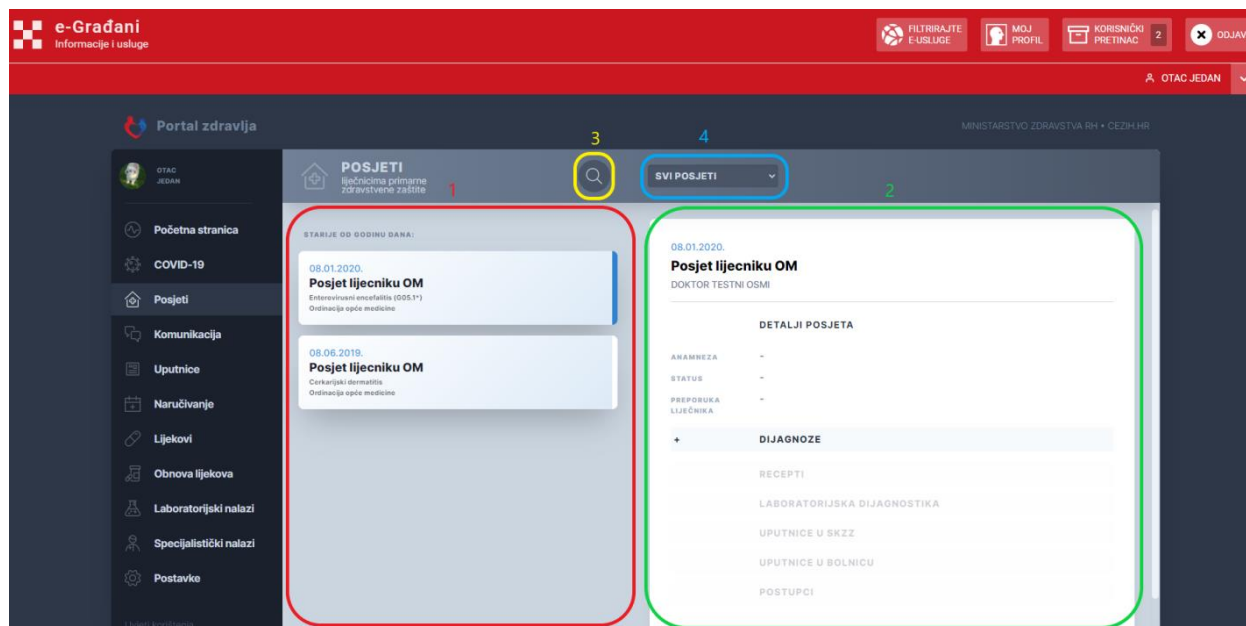 e-Građani
Informacije i usluge
FILTRIRAJTE
E-USLUGE
MOJ
PROFIL
KORISNIČKI
PRETINAC
2
ODJAV
OTAC JEDAN
Portal zdravlja
MINISTARSTVO ZDRAVSTVA RH • CEZIH.HR
3
4
OTAC
JEDAN
POSJETI
liječnicima primarne
zdravstvene zaštite
1
SVI POSJETI
2
Početna stranica
COVID-19
Posjeti
Komunikacija
Uputnice
Naručivanje
Lijekovi
Obnova lijekova
Laboratorijski nalazi
Specijalistički nalazi
Postavke
Uvjeti korištenja
STARIJE OD GODINU DANA:
08.01.2020.
Posjet lijecniku OM
Enterovirusni encefalitis (G05.1*)
Ordinacija opće medicine
08.06.2019.
Posjet lijecniku OM
Cerkarijski dermatitis
Ordinacija opće medicine
08.01.2020.
Posjet lijecniku OM
DOKTOR TESTNI OSMI
DETALJI POSJETA
ANAMNEZA -
STATUS -
PREPORUKA -
LIJEČNIKA
+ DIJAGNOZE
RECEPTI
LABORATORIJSKA DIJAGNOSTIKA
UPUTNICE U SKZZ
UPUTNICE U BOLNICU
POSTUPCI